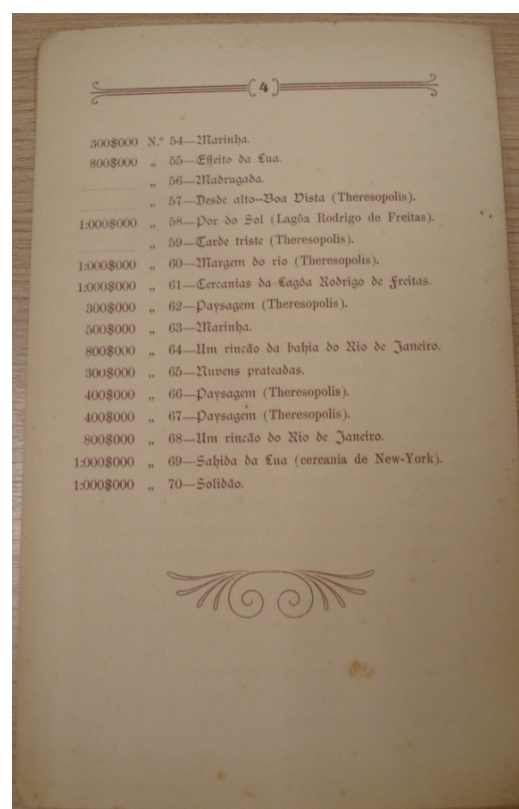 4
300$000 N.º 54—Marinha.
800$000 „ 55—Effeito da Lua.
„ 56—Madrugada.
„ 57—Desde alto--Boa Vista (Theresopolis).
1:000$000 „ 58—Por do Sol (Lagôa Rodrigo de Freitas).
„ 59—Tarde triste (Theresopolis).
1:000$000 „ 60—Margem do rio (Theresopolis).
1:000$000 „ 61—Cercanias da Lagôa Rodrigo de Freitas.
300$000 „ 62—Paysagem (Theresopolis).
500$000 „ 63—Marinha.
800$000 „ 64—Um rincão da bahia do Rio de Janeiro.
300$000 „ 65—Nuvens prateadas.
400$000 „ 66—Paysagem (Theresopolis).
400$000 „ 67—Paysagem (Theresopolis).
800$000 „ 68—Um rincão do Rio de Janeiro.
1:000$000 „ 69—Sahida da Lua (cercania de New-York).
1:000$000 „ 70—Solidão.